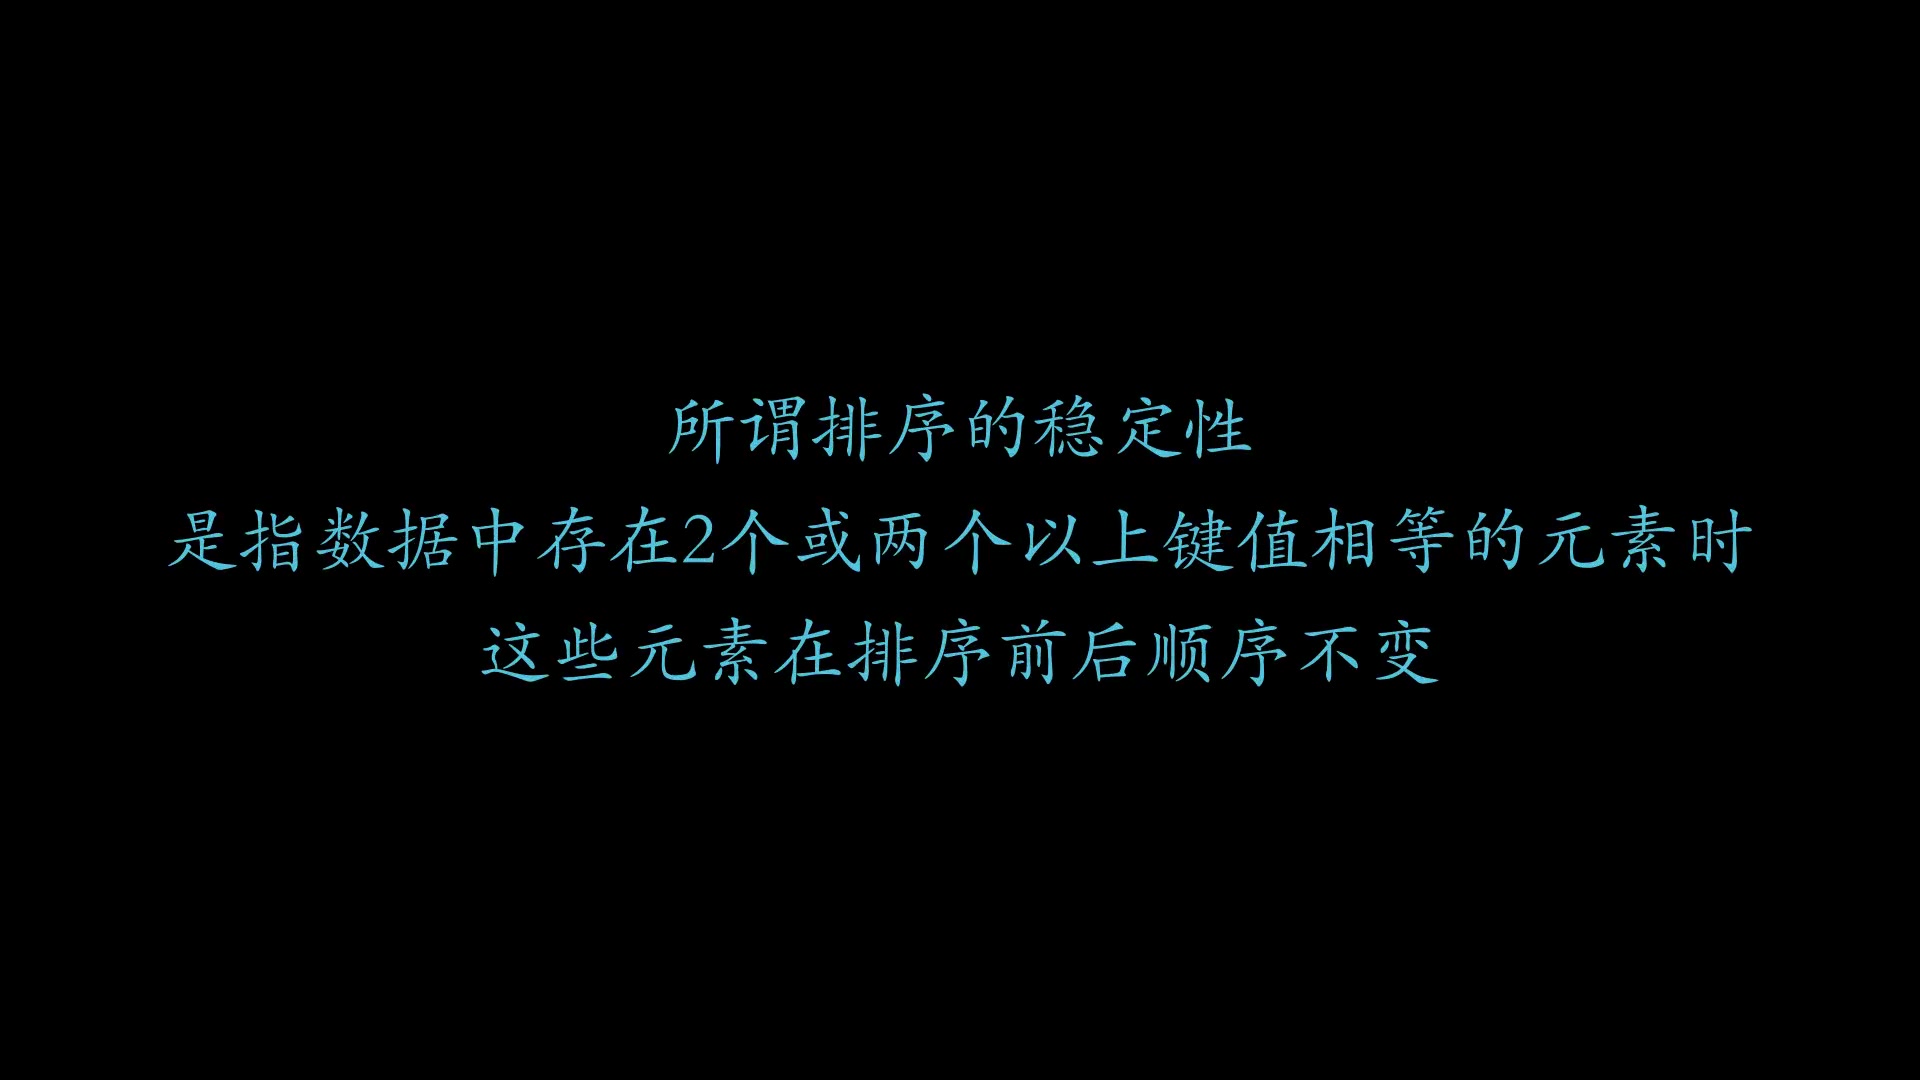 所谓排序的稳定性
是指数据中存在2个或两个以上键值相等的元素时
这些元素在排序前后顺序不变